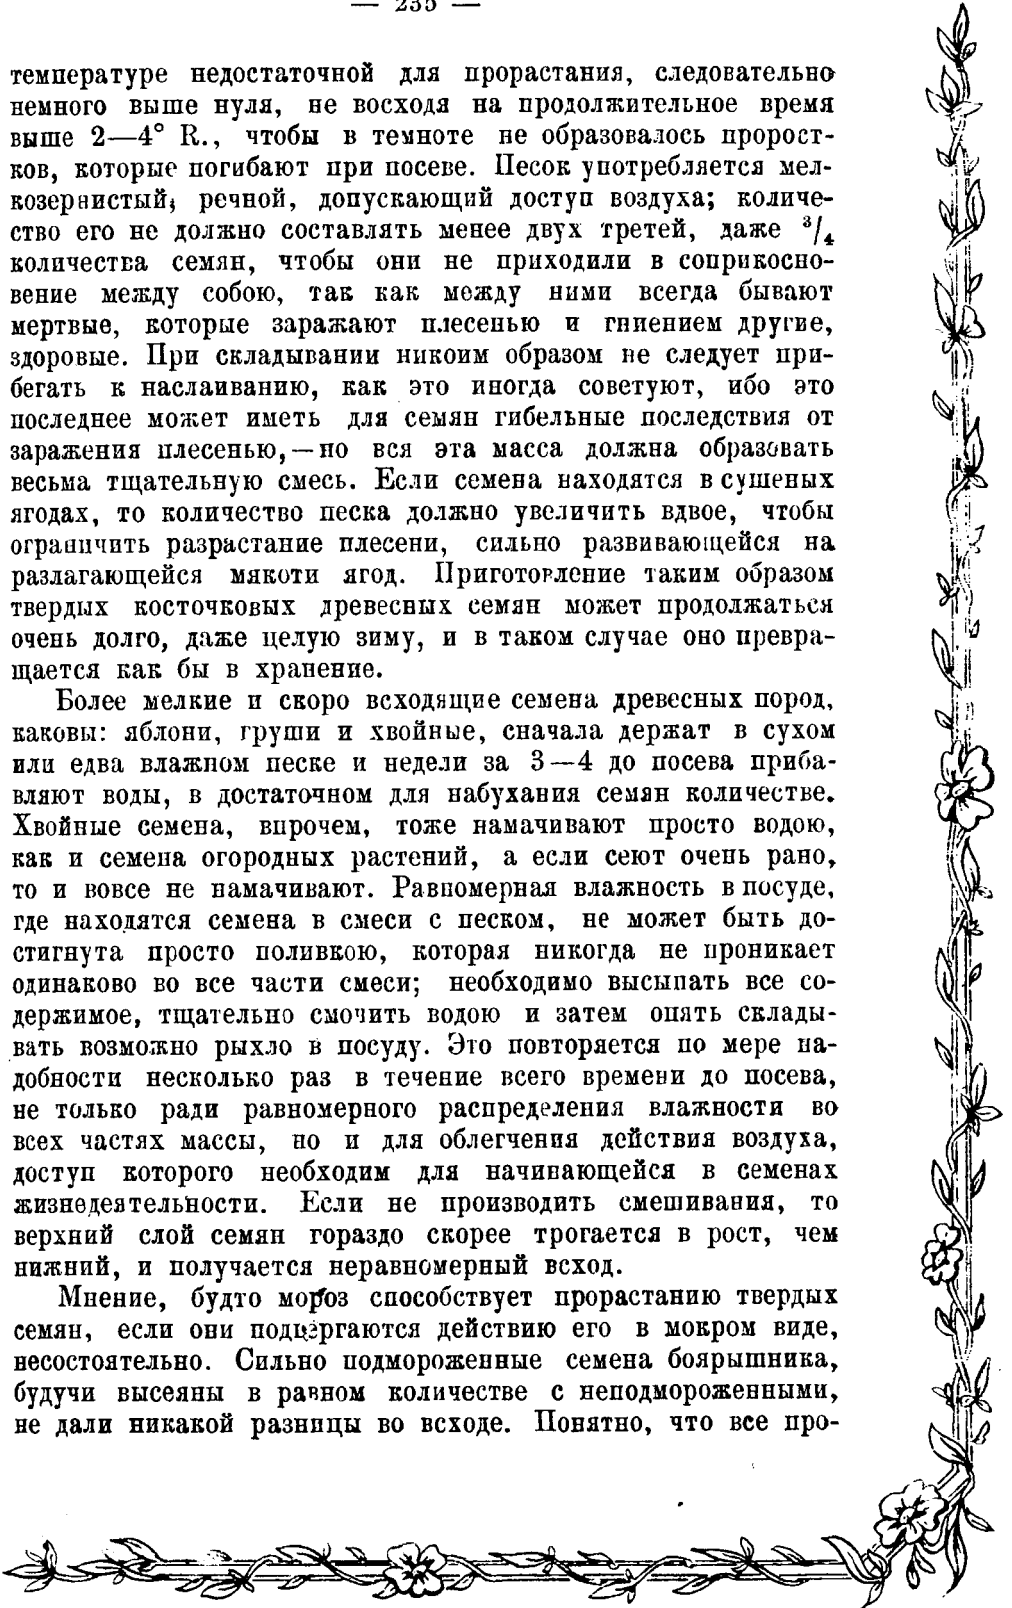 — 235 —
температуре недостаточной для прорастания, следовательно
немного выше нуля, не восходя на продолжительное время
выше 2—4° R., чтобы в темноте не образовалось пророст-
ков, которые погибают при посеве. Песок употребляется мел-
козернистый, речной, допускающий доступ воздуха; количе-
ство его не должно составлять менее двух третей, даже ³/₄
количества семян, чтобы они не приходили в соприкосно-
вение между собою, так как между ними всегда бывают
мертвые, которые заражают плесенью и гниением другие,
здоровые. При складывании никоим образом не следует при-
бегать к наслаиванию, как это иногда советуют, ибо это
последнее может иметь для семян гибельные последствия от
заражения плесенью,—но вся эта масса должна образовать
весьма тщательную смесь. Если семена находятся в сушеных
ягодах, то количество песка должно увеличить вдвое, чтобы
ограничить разрастание плесени, сильно развивающейся на
разлагающейся мякоти ягод. Приготовление таким образом
твердых косточковых древесных семян может продолжаться
очень долго, даже целую зиму, и в таком случае оно превра-
щается как бы в хранение.
Более мелкие и скоро всходящие семена древесных пород,
каковы: яблони, груши и хвойные, сначала держат в сухом
или едва влажном песке и недели за 3—4 до посева приба-
вляют воды, в достаточном для набухания семян количестве.
Хвойные семена, впрочем, тоже намачивают просто водою,
как и семена огородных растений, а если сеют очень рано,
то и вовсе не намачивают. Равномерная влажность в посуде,
где находятся семена в смеси с песком, не может быть до-
стигнута просто поливкою, которая никогда не проникает
одинаково во все части смеси; необходимо высыпать все со-
держимое, тщательно смочить водою и затем опять склады-
вать возможно рыхло в посуду. Это повторяется по мере на-
добности несколько раз в течение всего времени до посева,
не только ради равномерного распределения влажности во
всех частях массы, но и для облегчения действия воздуха,
доступ которого необходим для начинающейся в семенах
жизнедеятельности. Если не производить смешивания, то
верхний слой семян гораздо скорее трогается в рост, чем
нижний, и получается неравномерный всход.
Мнение, будто мороз способствует прорастанию твердых
семян, если они подвергаются действию его в мокром виде,
несостоятельно. Сильно подмороженные семена боярышника,
будучи высеяны в равном количестве с неподмороженными,
не дали никакой разницы во всходе. Понятно, что все про-